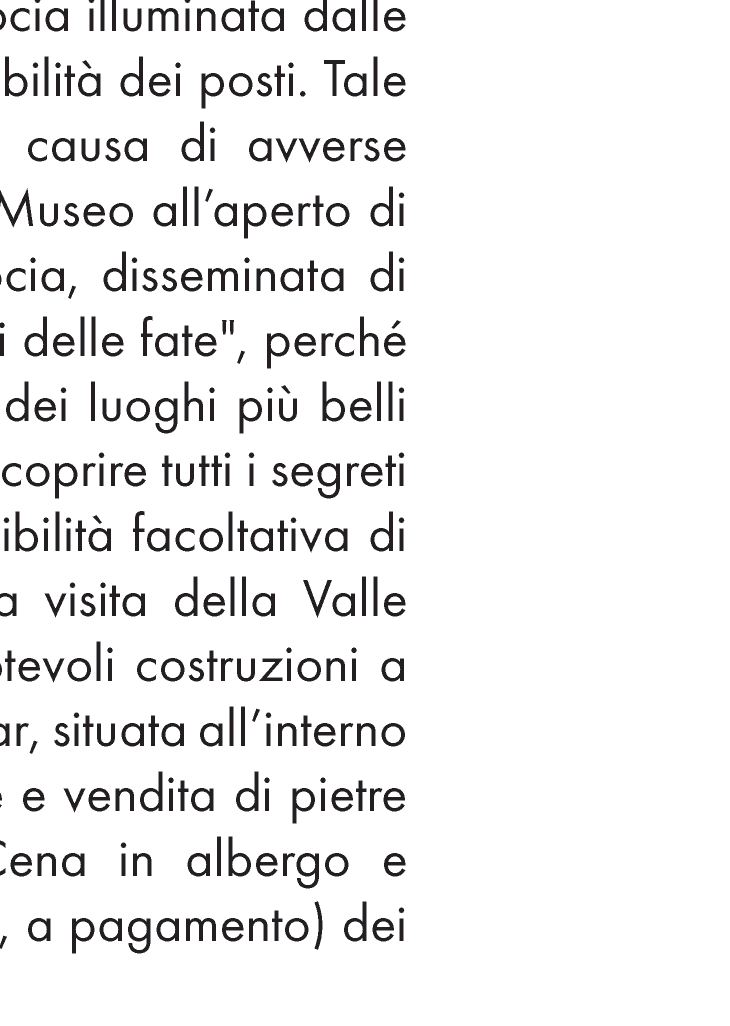 ocia illuminata dalle
bilità dei posti. Tale
causa di avverse
Museo all’aperto di
ocia, disseminata di
i delle fate", perché
dei luoghi più belli
coprire tutti i segreti
ibilità facoltativa di
a visita della Valle
otevoli costruzioni a
ar, situata all’interno
e e vendita di pietre
Cena in albergo e
, a pagamento) dei